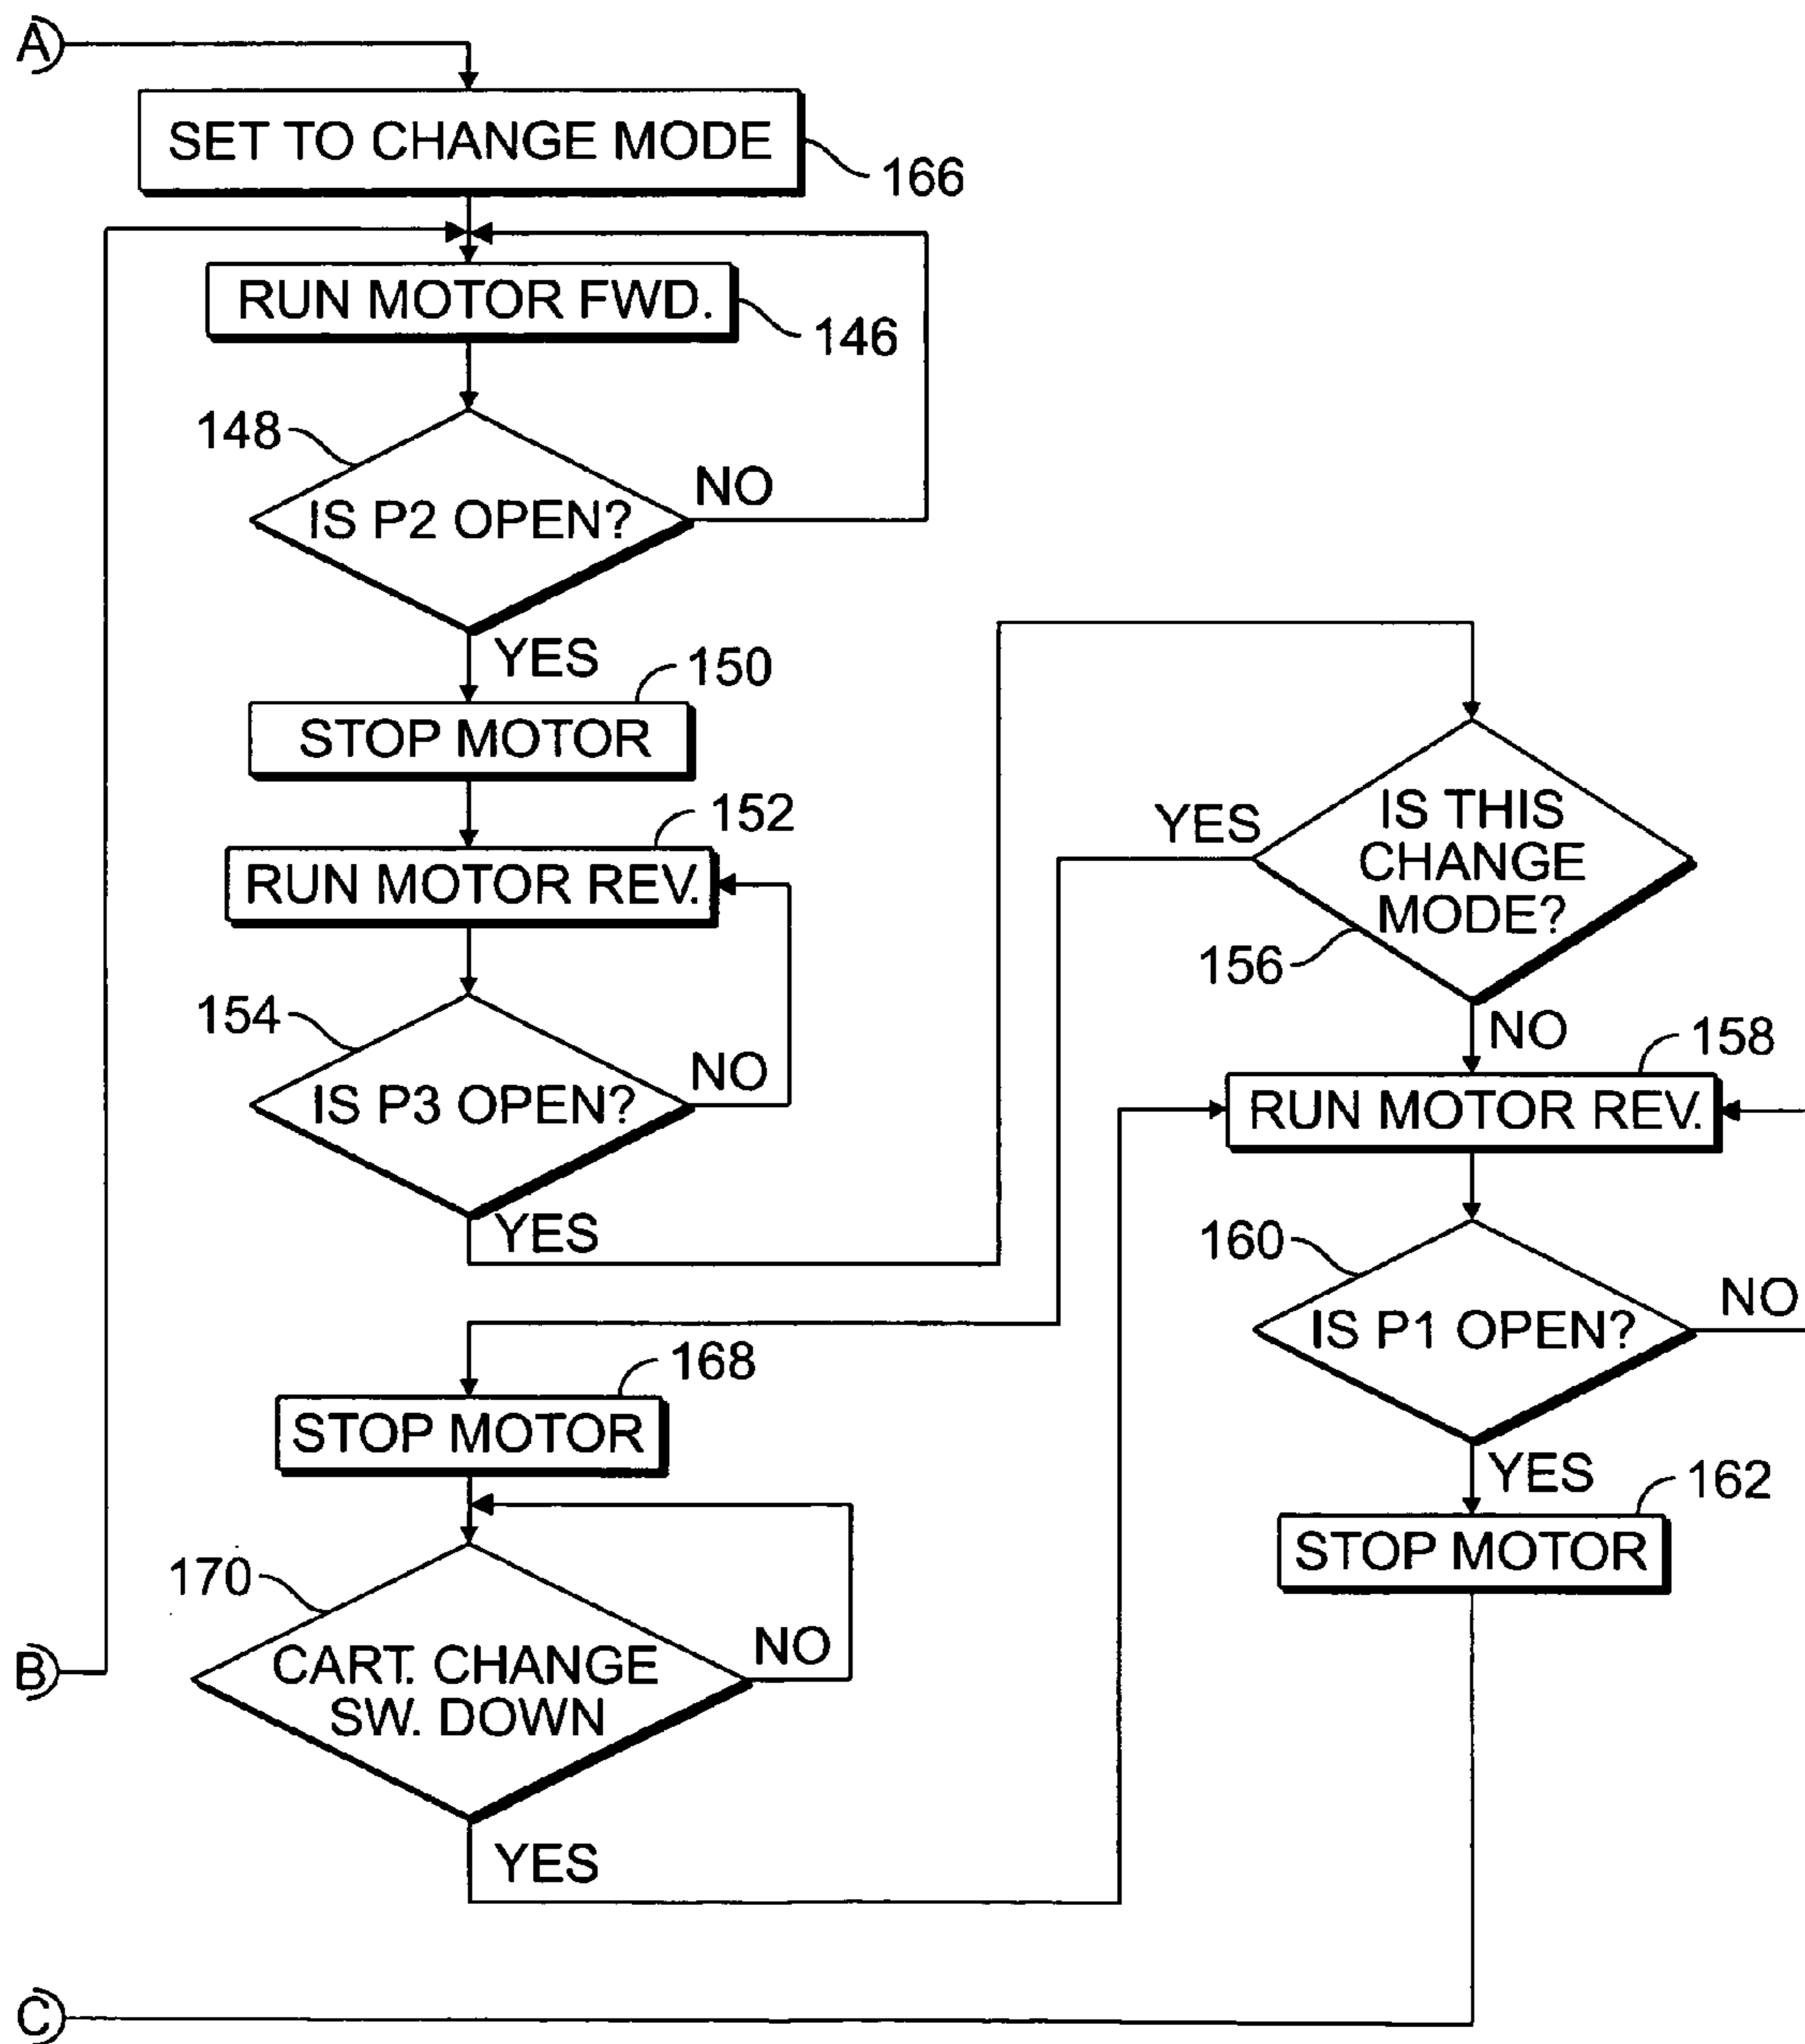 A
SET TO CHANGE MODE
166
RUN MOTOR FWD.
146
148
IS P2 OPEN?
NO
YES
150
STOP MOTOR
152
RUN MOTOR REV.
154
IS P3 OPEN?
NO
YES
IS THIS
CHANGE
MODE?
YES
156
NO
158
RUN MOTOR REV.
160
IS P1 OPEN?
NO
YES
162
STOP MOTOR
168
STOP MOTOR
170
CART. CHANGE
SW. DOWN
NO
YES
B
C